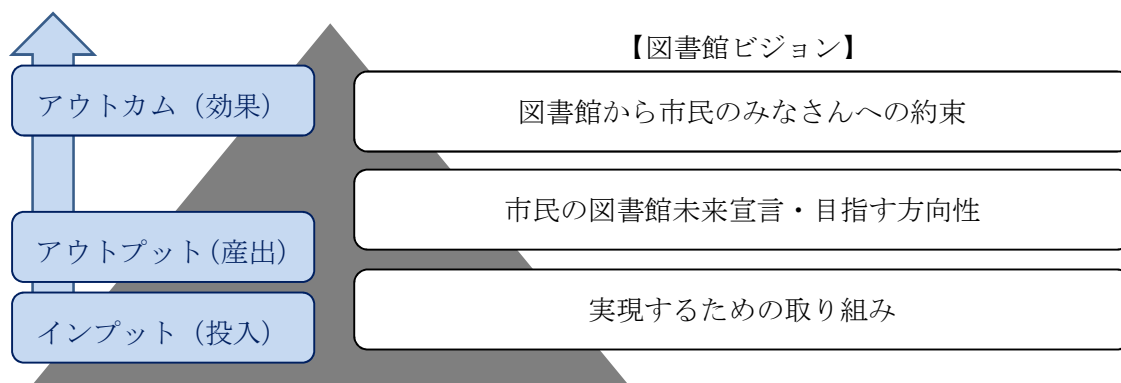 【図書館ビジョン】
アウトカム（効果）
図書館から市民のみなさんへの約束
市民の図書館未来宣言・目指す方向性
アウトプット（産出）
実現するための取り組み
インプット（投入）